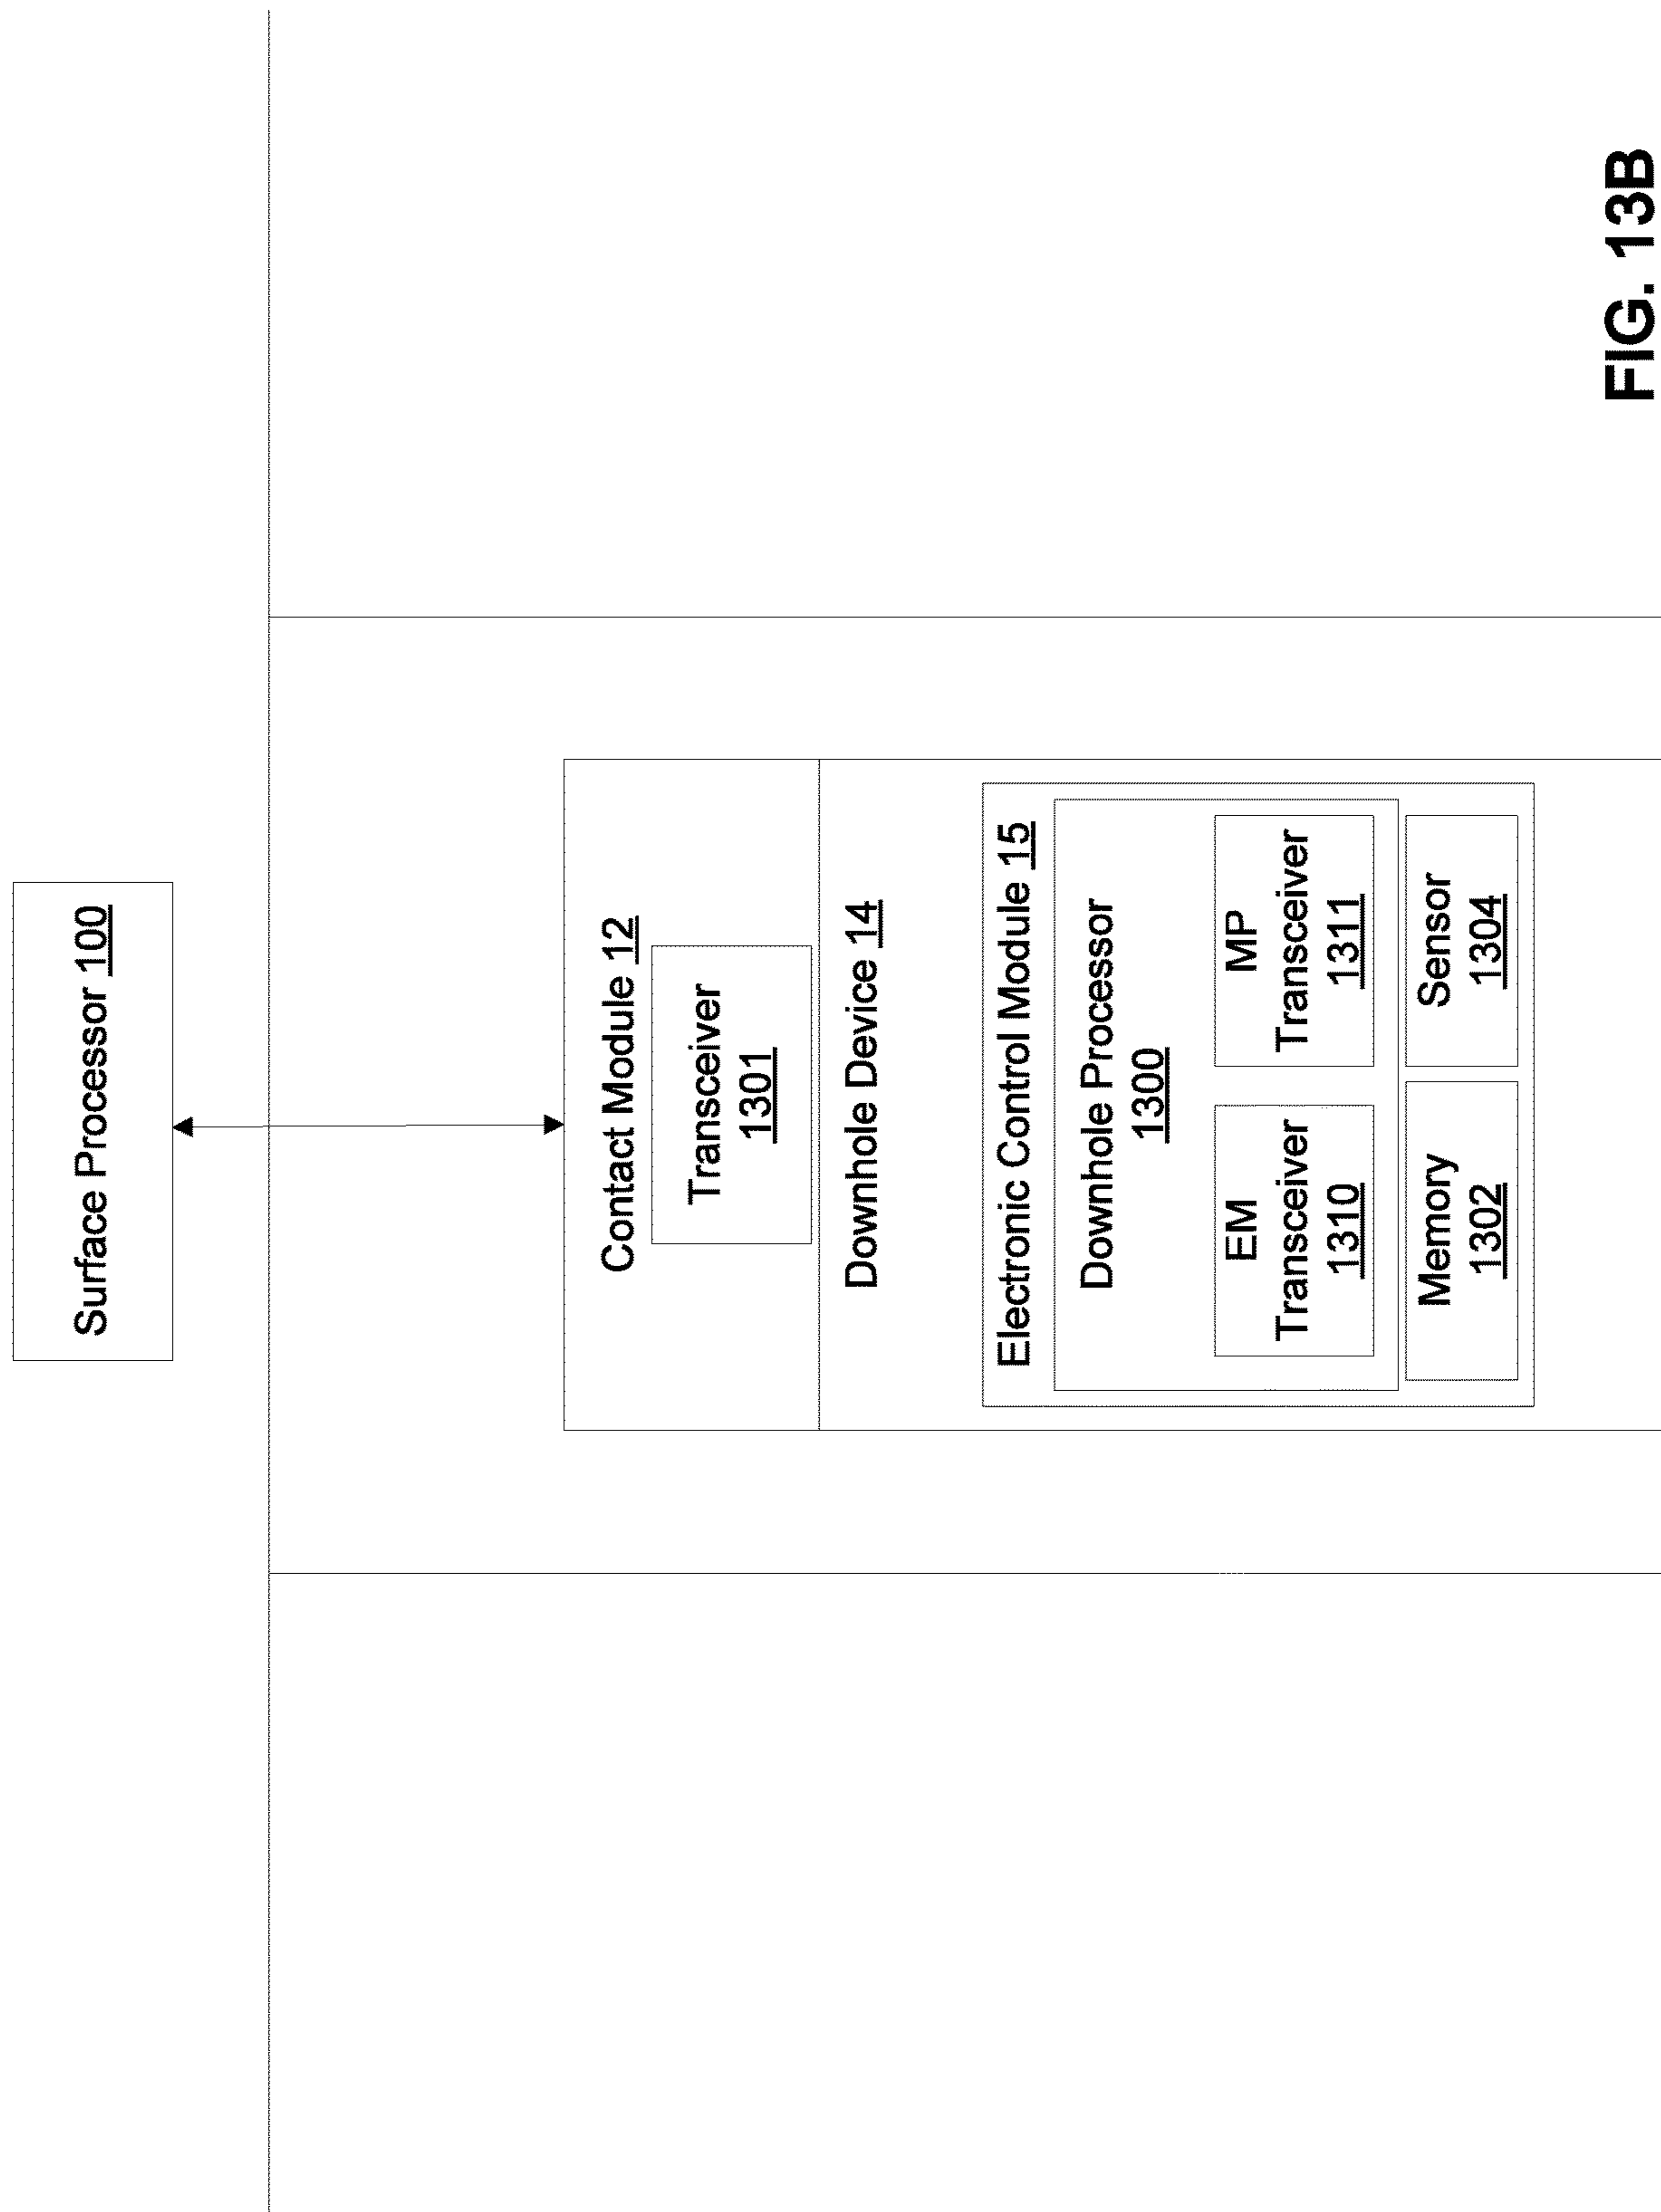 Surface Processor 100
Contact Module 12
Transceiver
1301
Downhole Device 14
Electronic Control Module 15
Downhole Processor
1300
EM
Transceiver
1310
MP
Transceiver
1311
Memory
1302
Sensor
1304
FIG. 13B